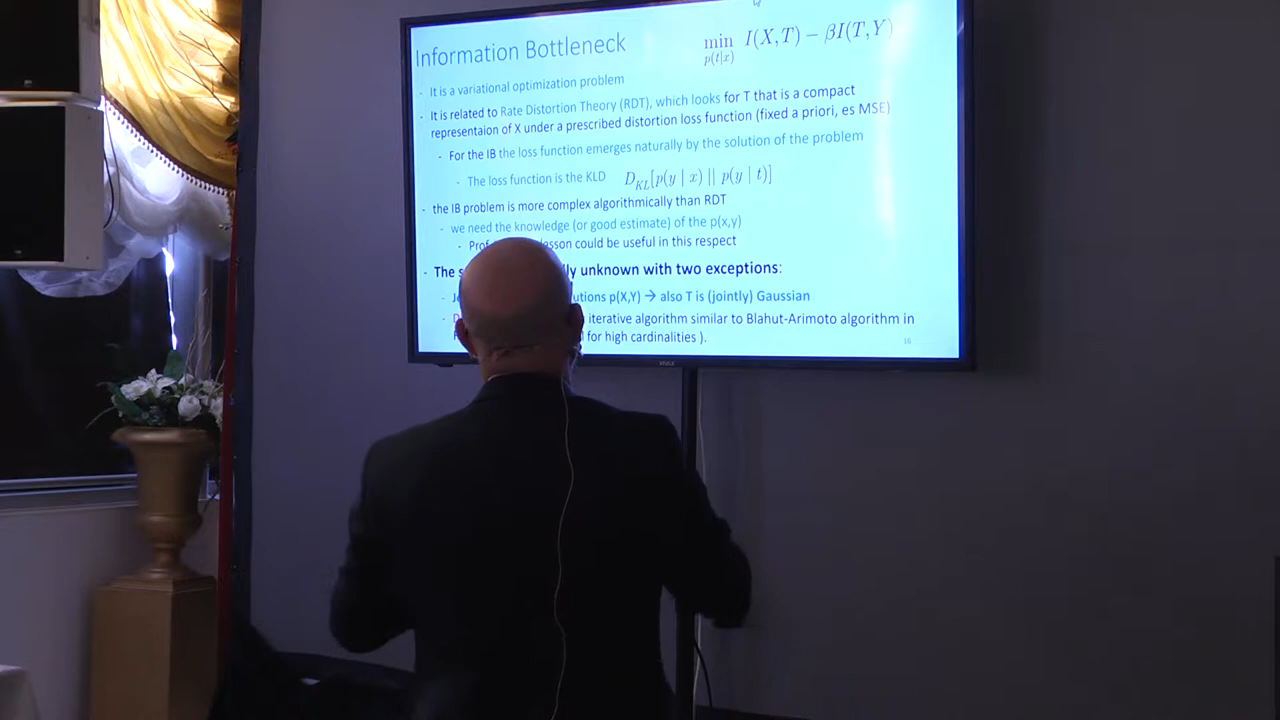 Information Bottleneck
min I(X,T) − βI(T,Y)
p(t|x)
- It is a variational optimization problem
- It is related to Rate Distortion Theory (RDT), which looks for T that is a compact
representaion of X under a prescribed distortion loss function (fixed a priori, es MSE)
- For the IB the loss function emerges naturally by the solution of the problem
- The loss function is the KLD D_KL[p(y | x) || p(y | t)]
- the IB problem is more complex algorithmically than RDT
- we need the knowledge (or good estimate) of the p(x,y)
- Prof. lesson could be useful in this respect
- The unknown with two exceptions:
- p(X,Y) → also T is (jointly) Gaussian
- iterative algorithm similar to Blahut-Arimoto algorithm in
for high cardinalities ).
16